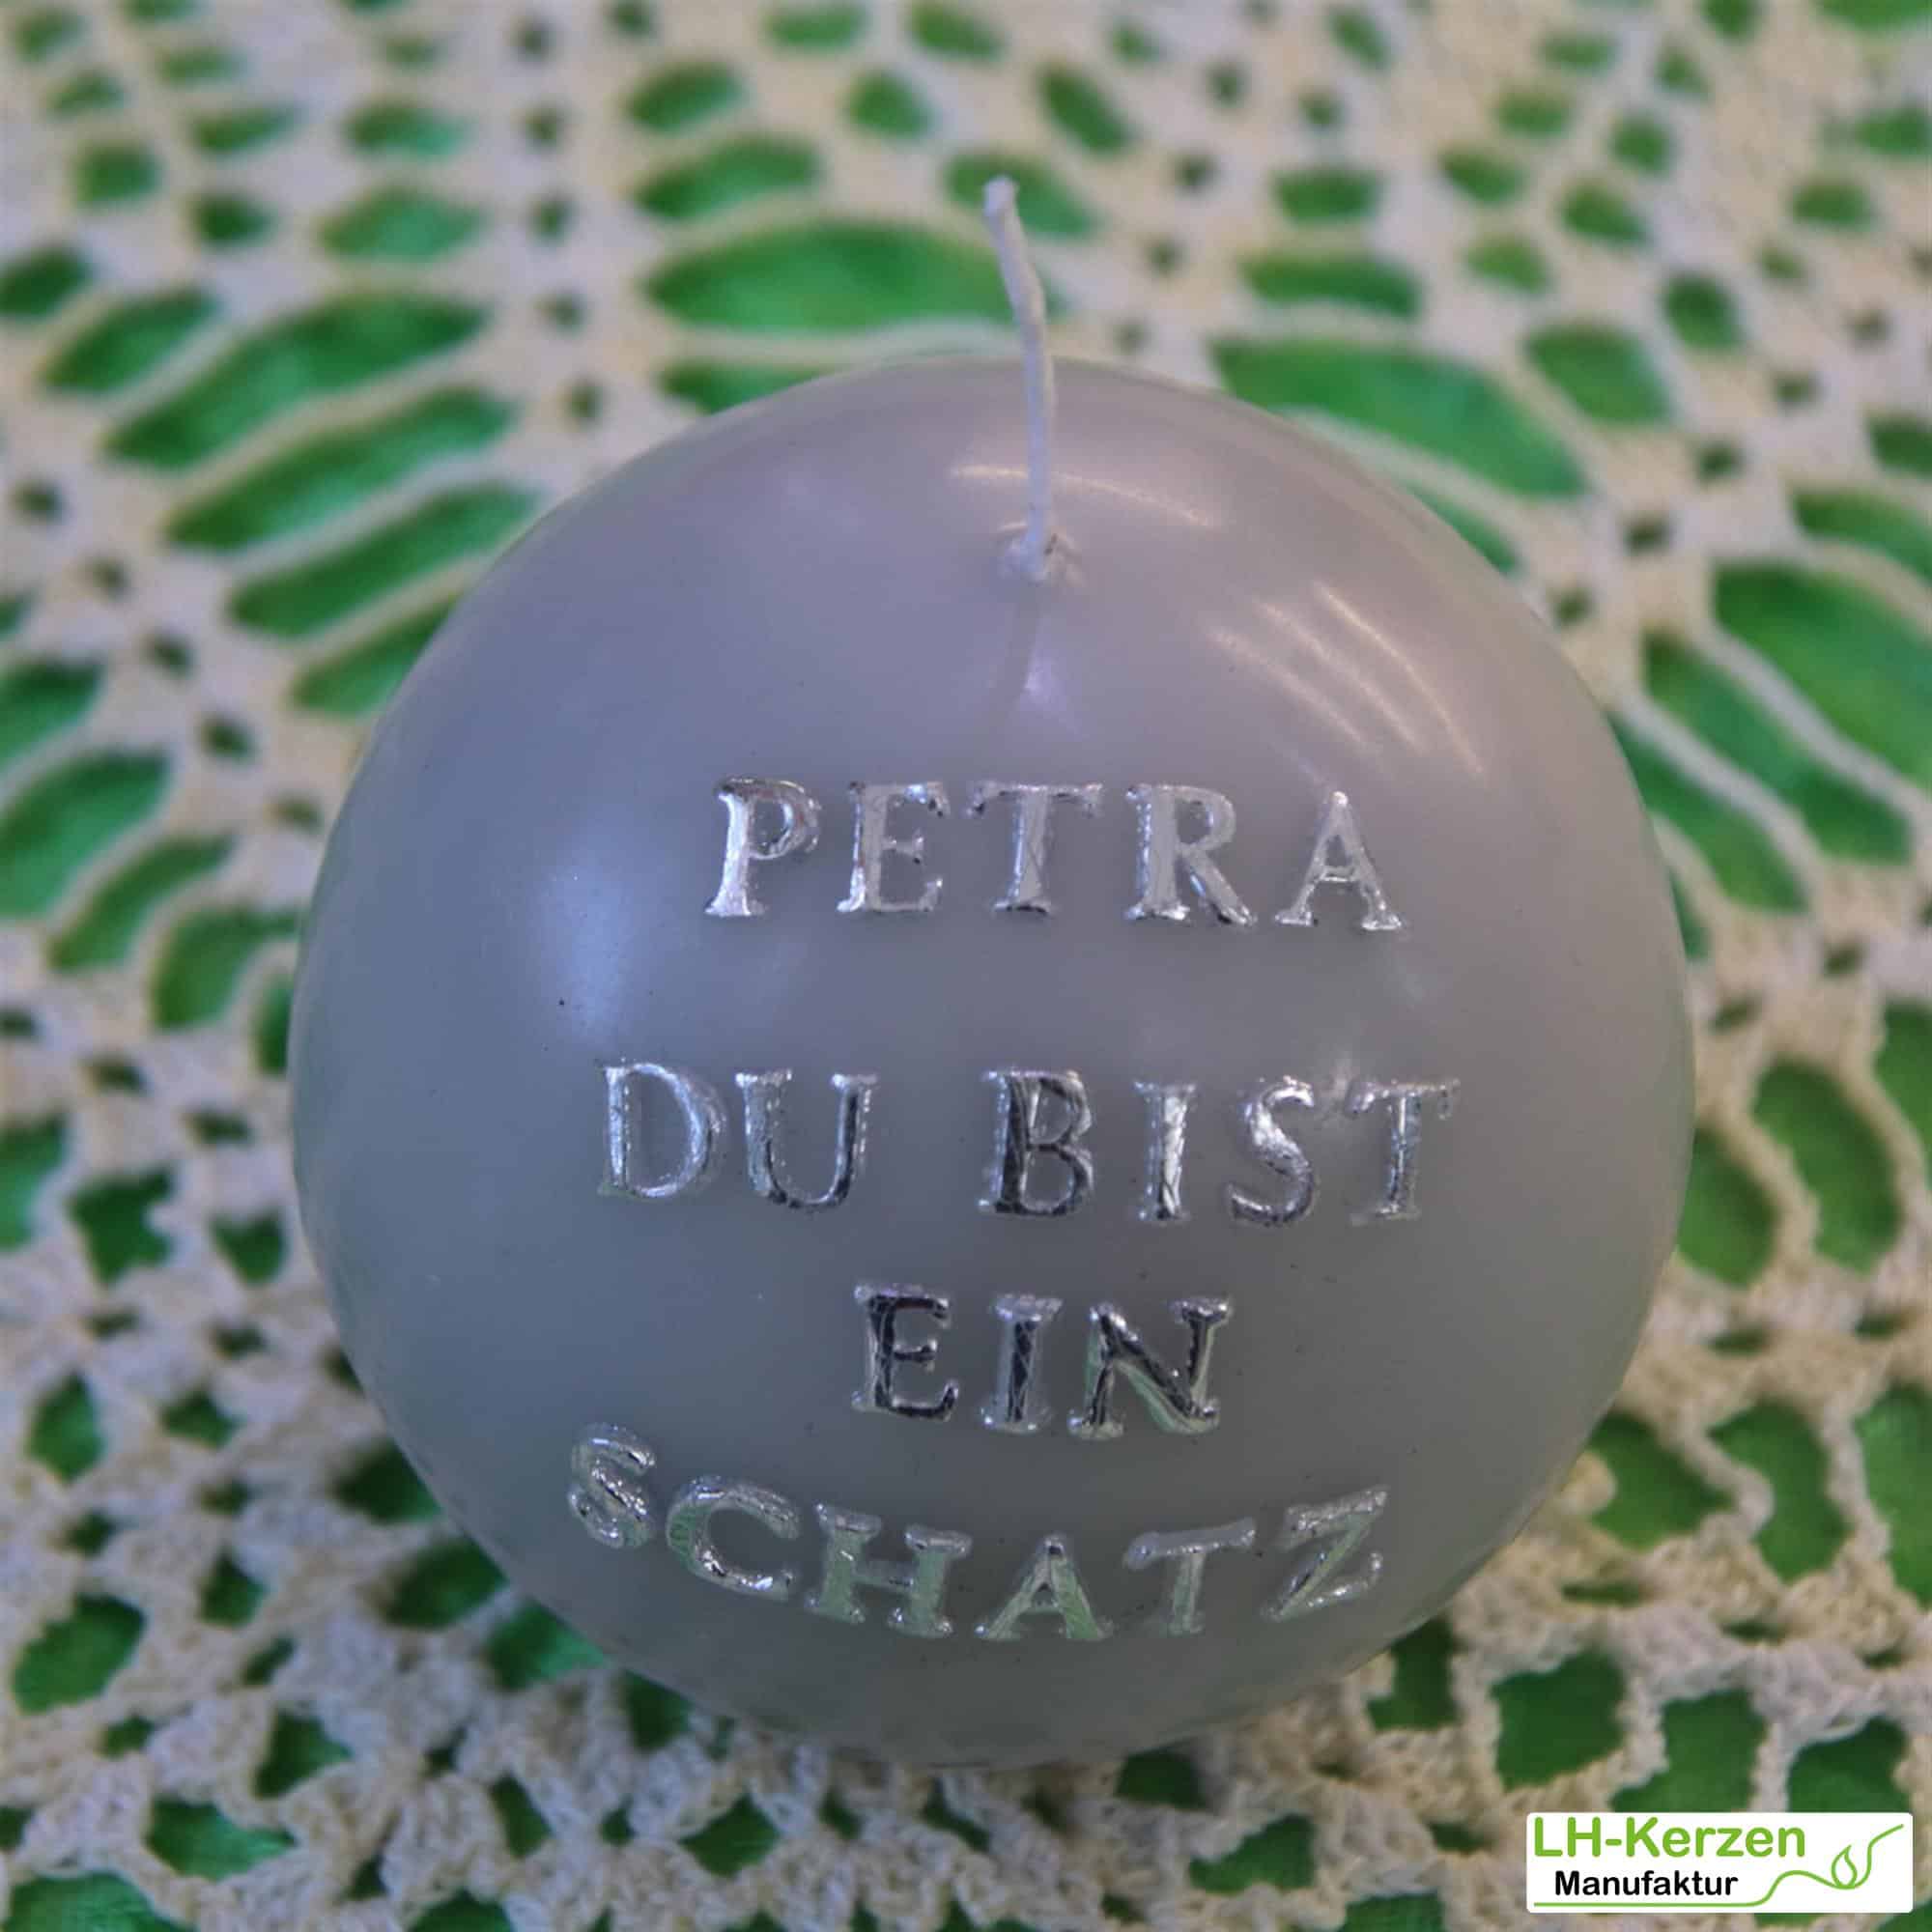 PETRA
DU BIST
EIN
SCHATZ
LH-Kerzen
Manufaktur